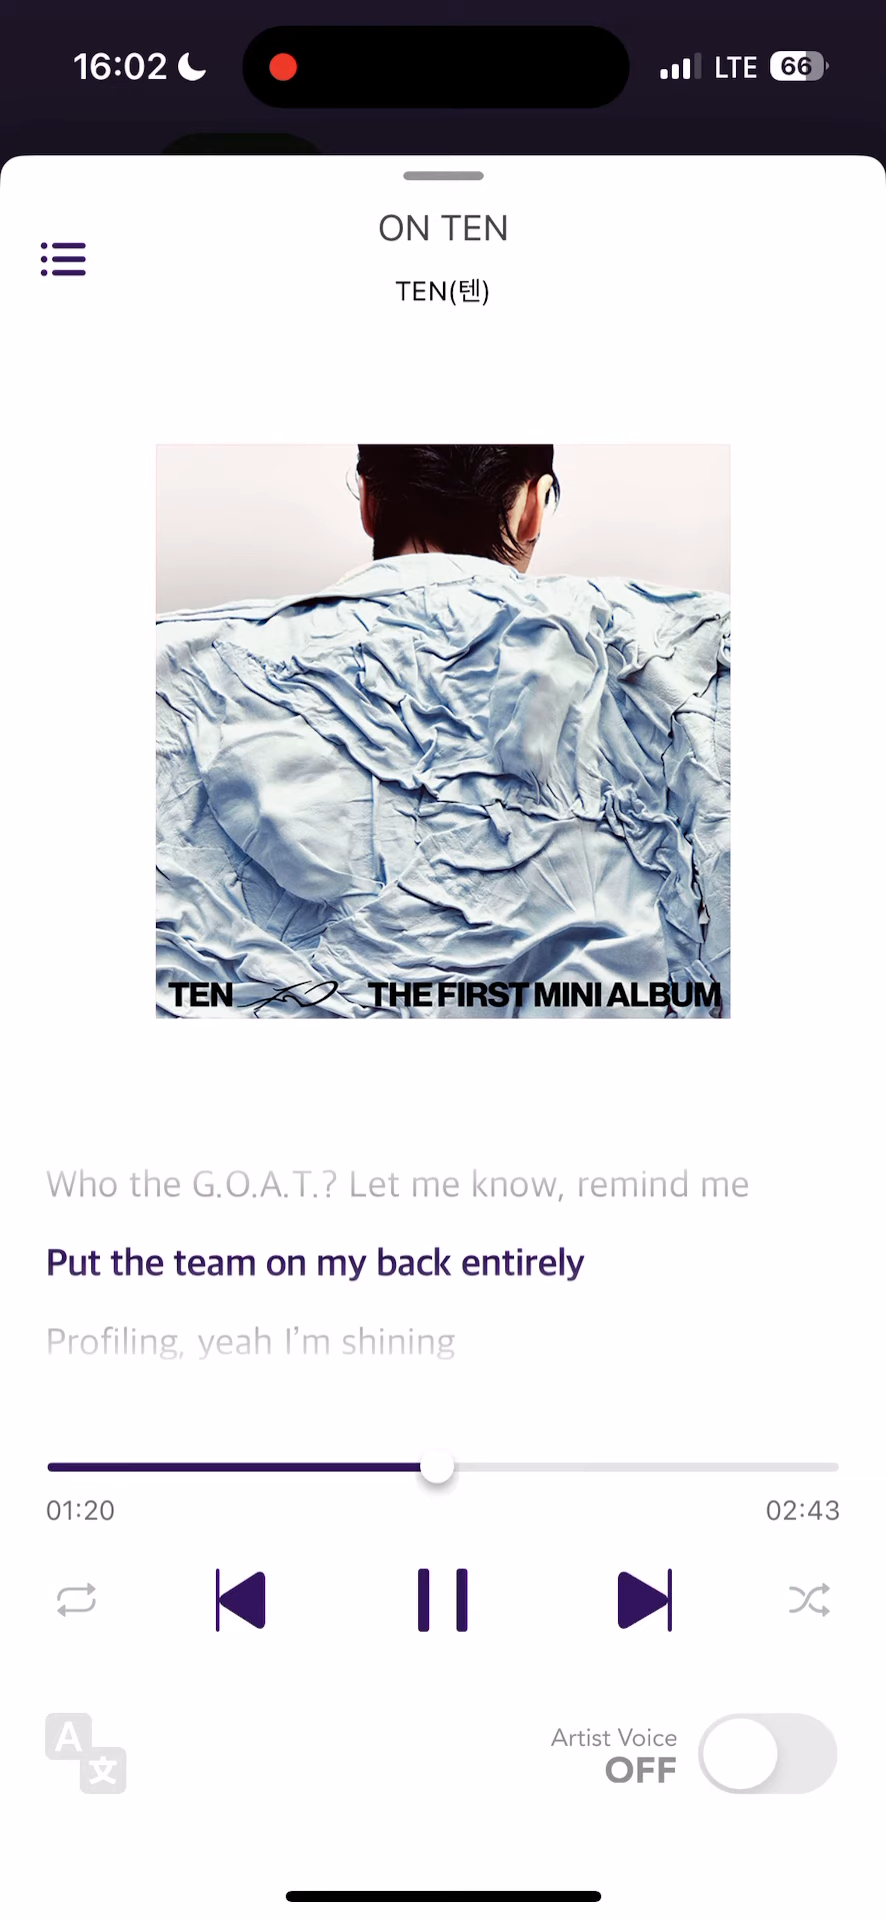 16:02
LTE 66
ON TEN
TEN(텐)
TEN THE FIRST MINI ALBUM
Who the G.O.A.T.? Let me know, remind me
Put the team on my back entirely
Profiling, yeah I’m shining
01:20 02:43
A
文
Artist Voice
OFF